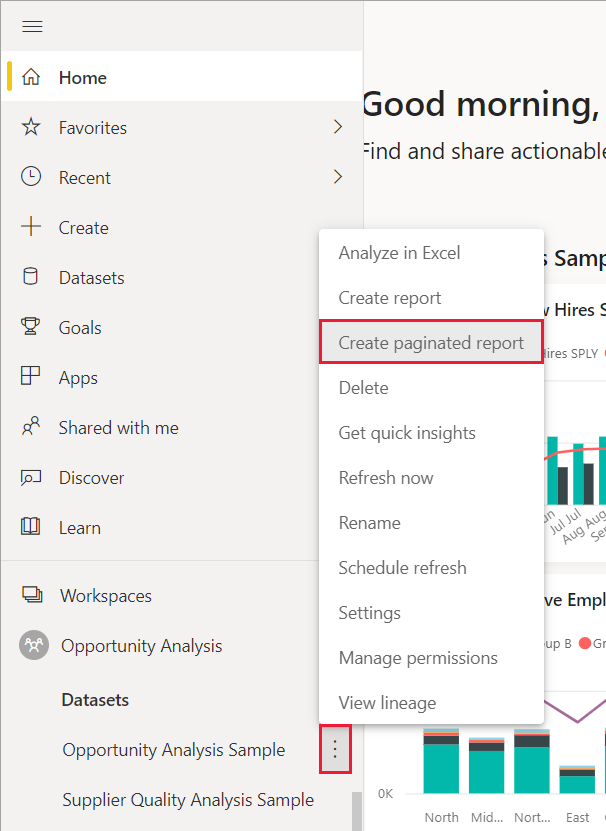 Home
Favorites
Recent
Create
Datasets
Goals
Apps
Shared with me
Discover
Learn
Workspaces
Opportunity Analysis
Datasets
Opportunity Analysis Sample
Supplier Quality Analysis Sample
Analyze in Excel
Create report
Create paginated report
Delete
Get quick insights
Refresh now
Rename
Schedule refresh
Settings
Manage permissions
View lineage
Good morning,
Find and share actionable
s Samp
w Hires S
Hires SPLY
un Jul Jul
Aug Aug
Sep
ve Empl
oup B Gr
0K
North Mid... Nort... East